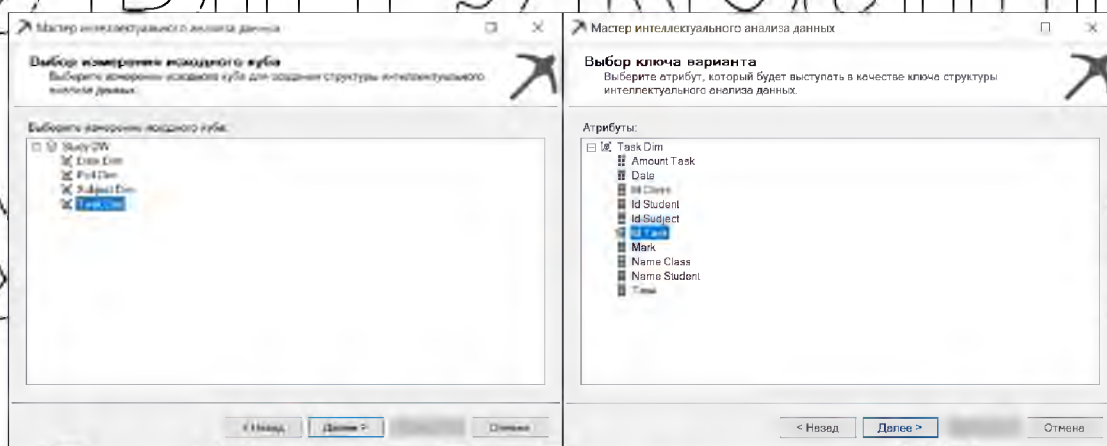 Мастер интеллектуального анализа данных
Выбор измерения исходного куба
Выберите измерение исходного куба для создания структуры интеллектуального
анализа данных.
Выберите измерение исходного куба:
Study DW
Date Dim
Subject Dim
Task Dim
< Назад
Далее >
Отмена
Мастер интеллектуального анализа данных
Выбор ключа варианта
Выберите атрибут, который будет выступать в качестве ключа структуры
интеллектуального анализа данных.
Атрибуты:
Task Dim
Amount Task
Date
Id Class
Id Student
Id Sudject
Id Task
Mark
Name Class
Name Student
< Назад
Далее >
Отмена